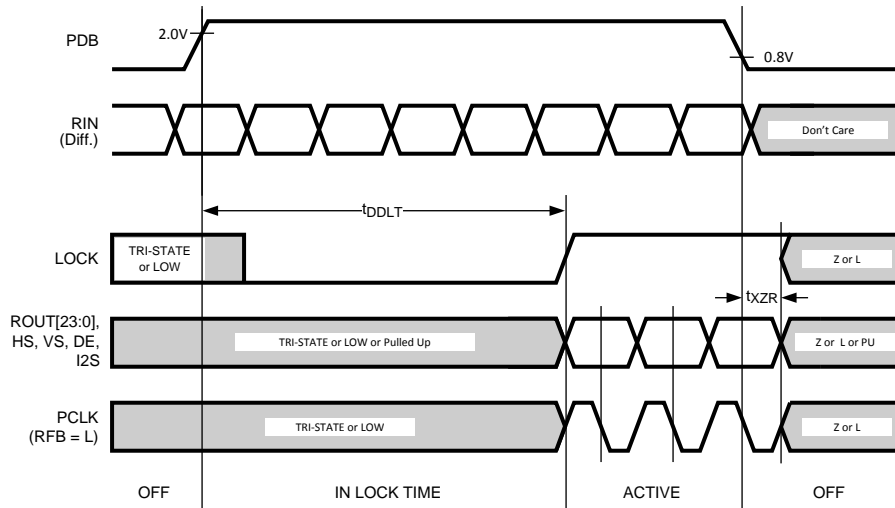 PDB
2.0V
0.8V
RIN
(Diff.)
Don't Care
tDDLT
LOCK
TRI-STATE
or LOW
Z or L
tXZR
ROUT[23:0],
HS, VS, DE,
I2S
TRI-STATE or LOW or Pulled Up
Z or L or PU
PCLK
(RFB = L)
TRI-STATE or LOW
Z or L
OFF
IN LOCK TIME
ACTIVE
OFF